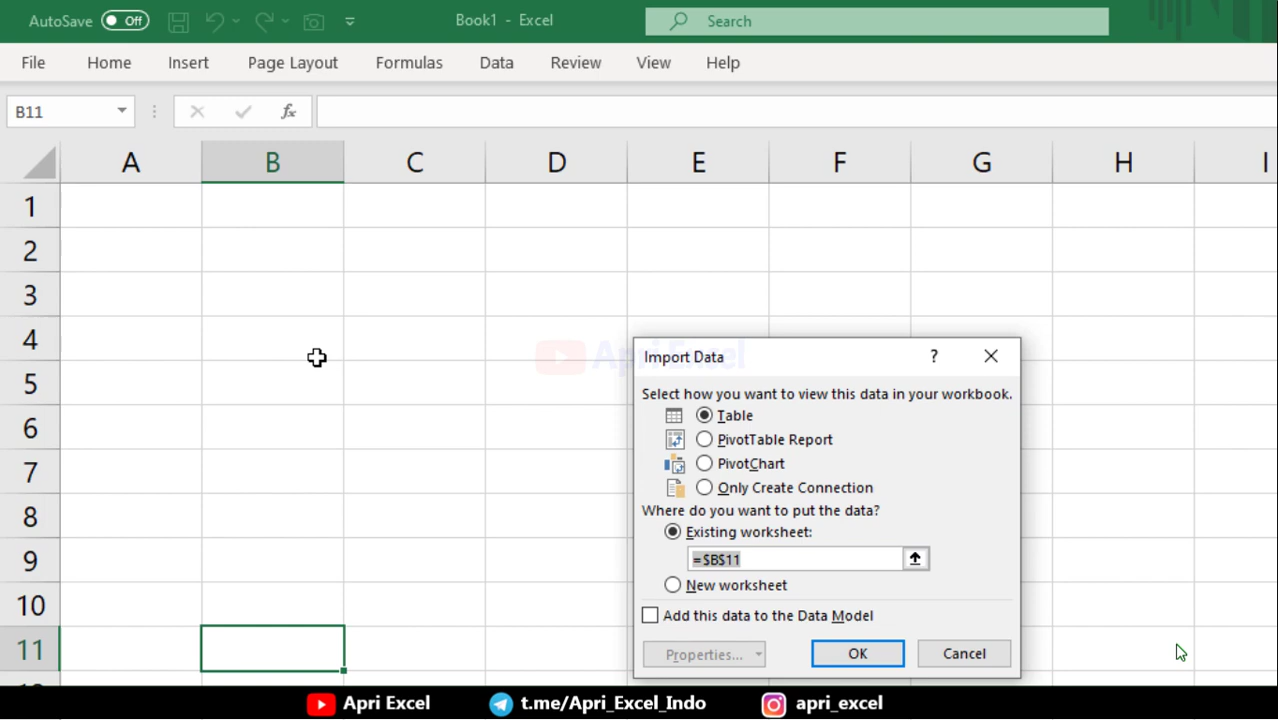 AutoSave Off Book1 - Excel Search
File Home Insert Page Layout Formulas Data Review View Help
B11 fx
A B C D E F G H I
1
2
3
4
5
6
7
8
9
10
11
Apri Excel
Import Data ?
Select how you want to view this data in your workbook.
Table
PivotTable Report
PivotChart
Only Create Connection
Where do you want to put the data?
Existing worksheet:
=$B$11
New worksheet
Add this data to the Data Model
Properties... OK Cancel
Apri Excel t.me/Apri_Excel_Indo apri_excel